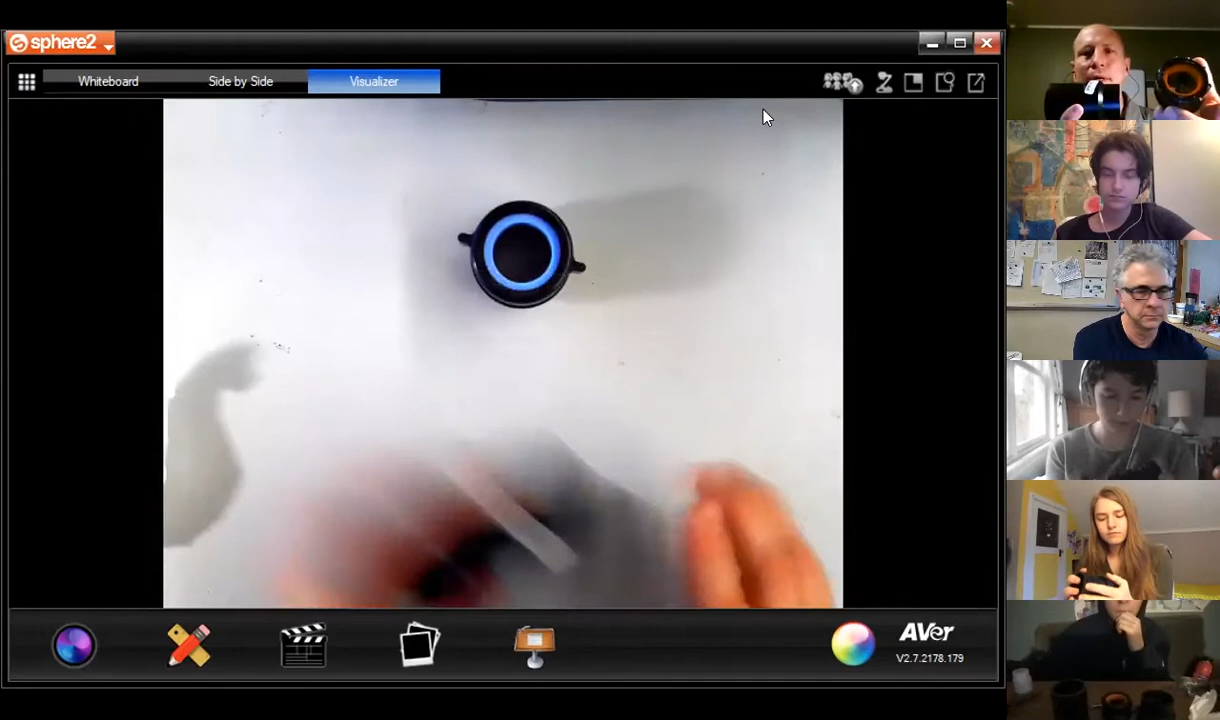 sphere2
Whiteboard
Side by Side
Visualizer
AVer
V2.7.2178.179